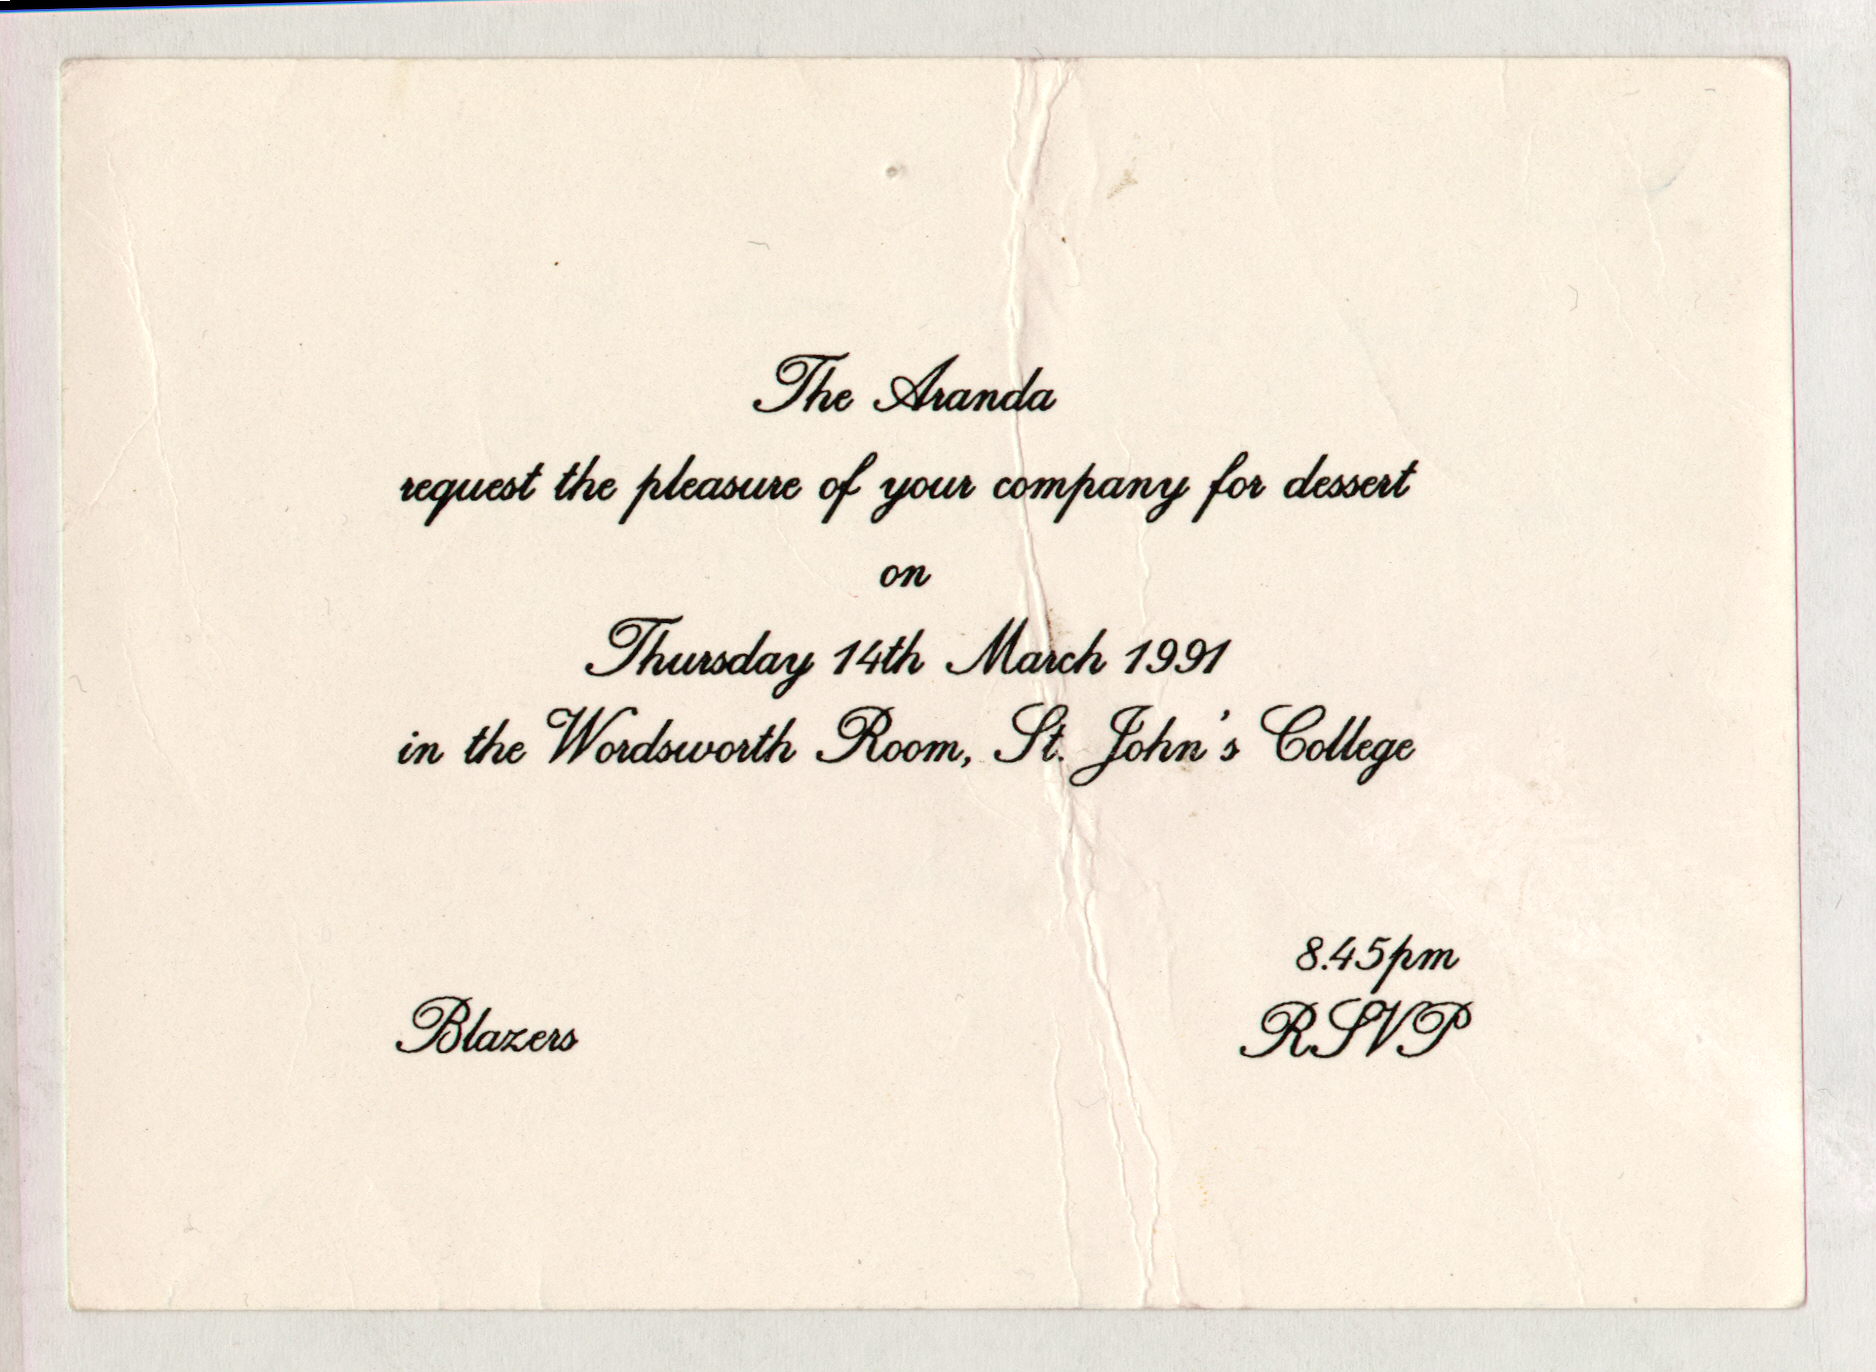 The Aranda
request the pleasure of your company for dessert
on
Thursday 14th March 1991
in the Wordsworth Room, St. John's College
8.45pm
Blazers RSVP